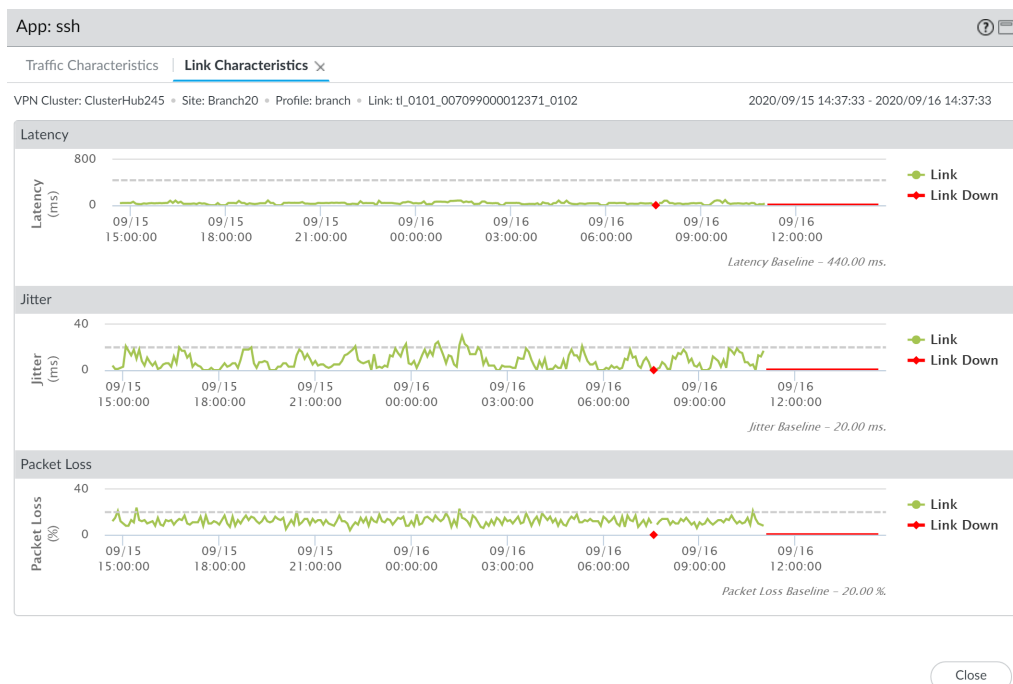 App: ssh
Traffic Characteristics Link Characteristics
VPN Cluster: ClusterHub245 Site: Branch20 Profile: branch Link: tl_0101_007099000012371_0102 2020/09/15 14:37:33 - 2020/09/16 14:37:33
Latency
Latency (ms)
800
0
09/15 09/15 09/15 09/16 09/16 09/16 09/16 09/16
15:00:00 18:00:00 21:00:00 00:00:00 03:00:00 06:00:00 09:00:00 12:00:00
Link
Link Down
Latency Baseline – 440.00 ms.
Jitter
Jitter (ms)
40
0
09/15 09/15 09/15 09/16 09/16 09/16 09/16 09/16
15:00:00 18:00:00 21:00:00 00:00:00 03:00:00 06:00:00 09:00:00 12:00:00
Link
Link Down
Jitter Baseline – 20.00 ms.
Packet Loss
Packet Loss (%)
40
0
09/15 09/15 09/15 09/16 09/16 09/16 09/16 09/16
15:00:00 18:00:00 21:00:00 00:00:00 03:00:00 06:00:00 09:00:00 12:00:00
Link
Link Down
Packet Loss Baseline – 20.00 %.
Close